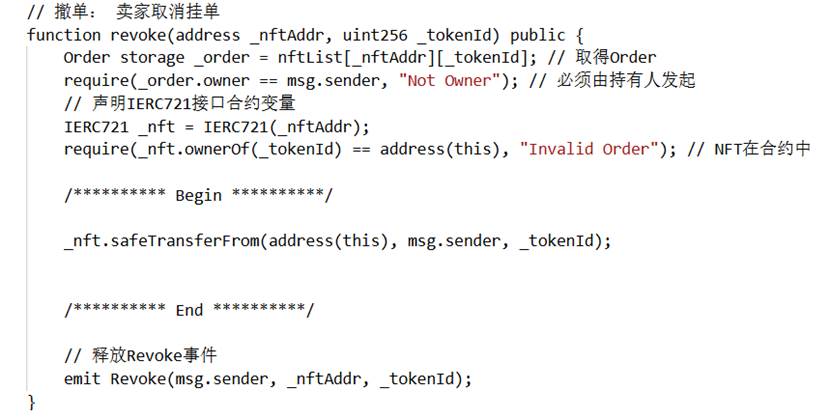 // 撤单： 卖家取消挂单
function revoke(address _nftAddr, uint256 _tokenId) public {
    Order storage _order = nftList[_nftAddr][_tokenId]; // 取得Order
    require(_order.owner == msg.sender, "Not Owner"); // 必须由持有人发起
    // 声明IERC721接口合约变量
    IERC721 _nft = IERC721(_nftAddr);
    require(_nft.ownerOf(_tokenId) == address(this), "Invalid Order"); // NFT在合约中
    /********** Begin **********/
    _nft.safeTransferFrom(address(this), msg.sender, _tokenId);
    /********** End **********/
    // 释放Revoke事件
    emit Revoke(msg.sender, _nftAddr, _tokenId);
}